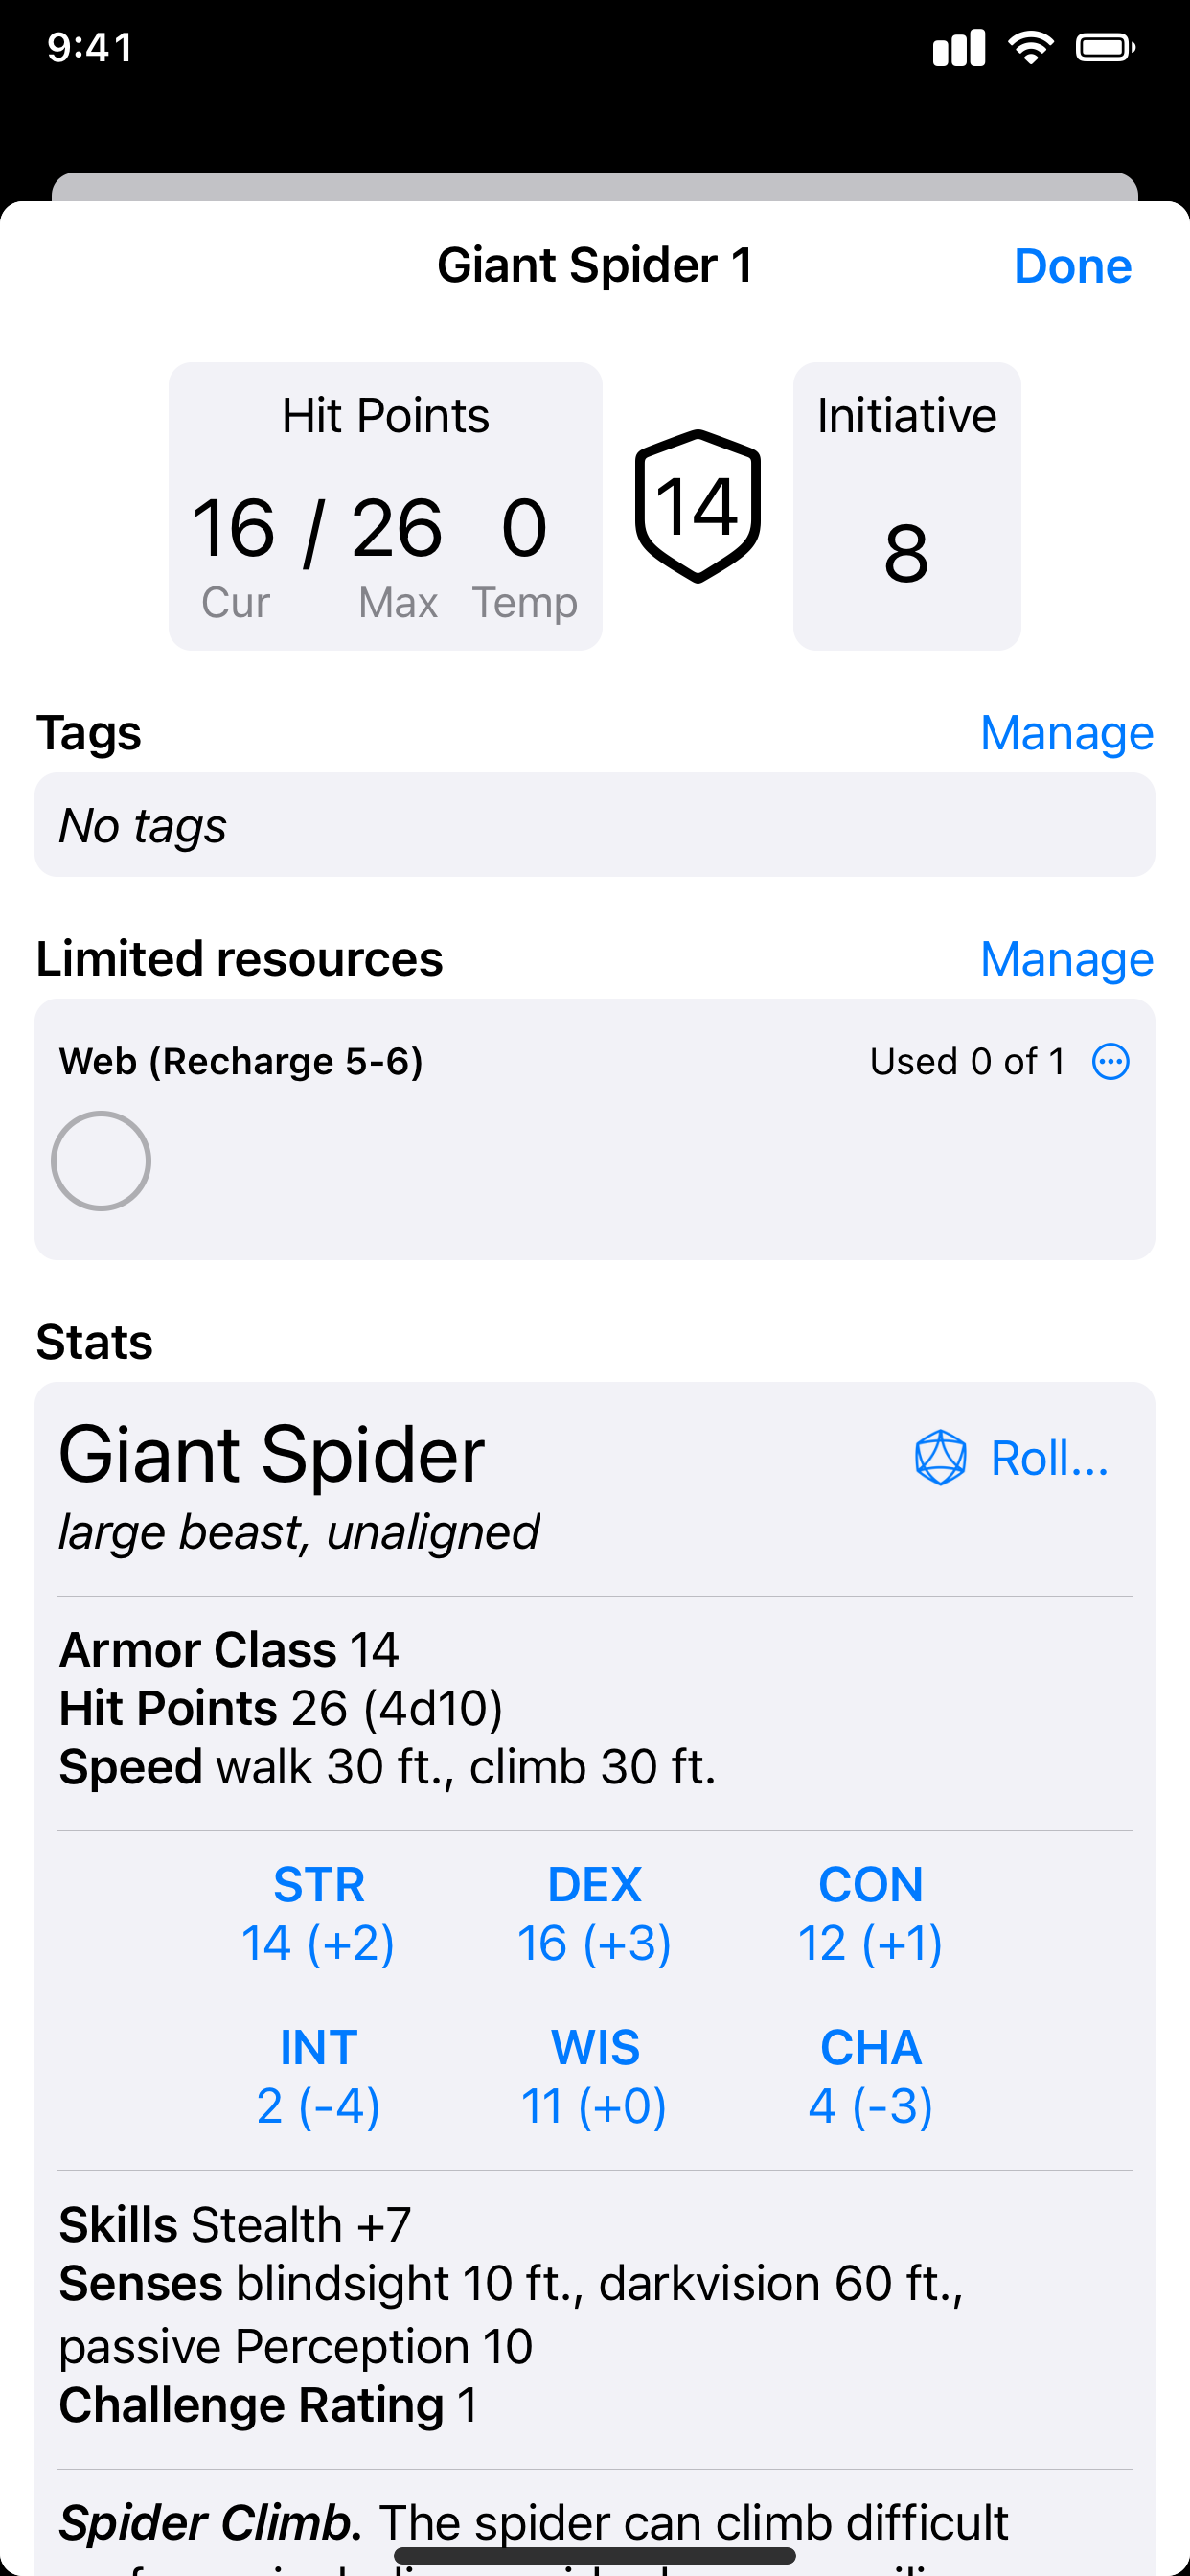 9:41
Giant Spider 1
Done
Hit Points
Initiative
16 / 26 0
14
8
Cur Max Temp
Tags
Manage
No tags
Limited resources
Manage
Web (Recharge 5-6)
Used 0 of 1
Stats
Giant Spider
Roll...
large beast, unaligned
Armor Class 14
Hit Points 26 (4d10)
Speed walk 30 ft., climb 30 ft.
STR DEX CON
14 (+2) 16 (+3) 12 (+1)
INT WIS CHA
2 (-4) 11 (+0) 4 (-3)
Skills Stealth +7
Senses blindsight 10 ft., darkvision 60 ft.,
passive Perception 10
Challenge Rating 1
Spider Climb. The spider can climb difficult